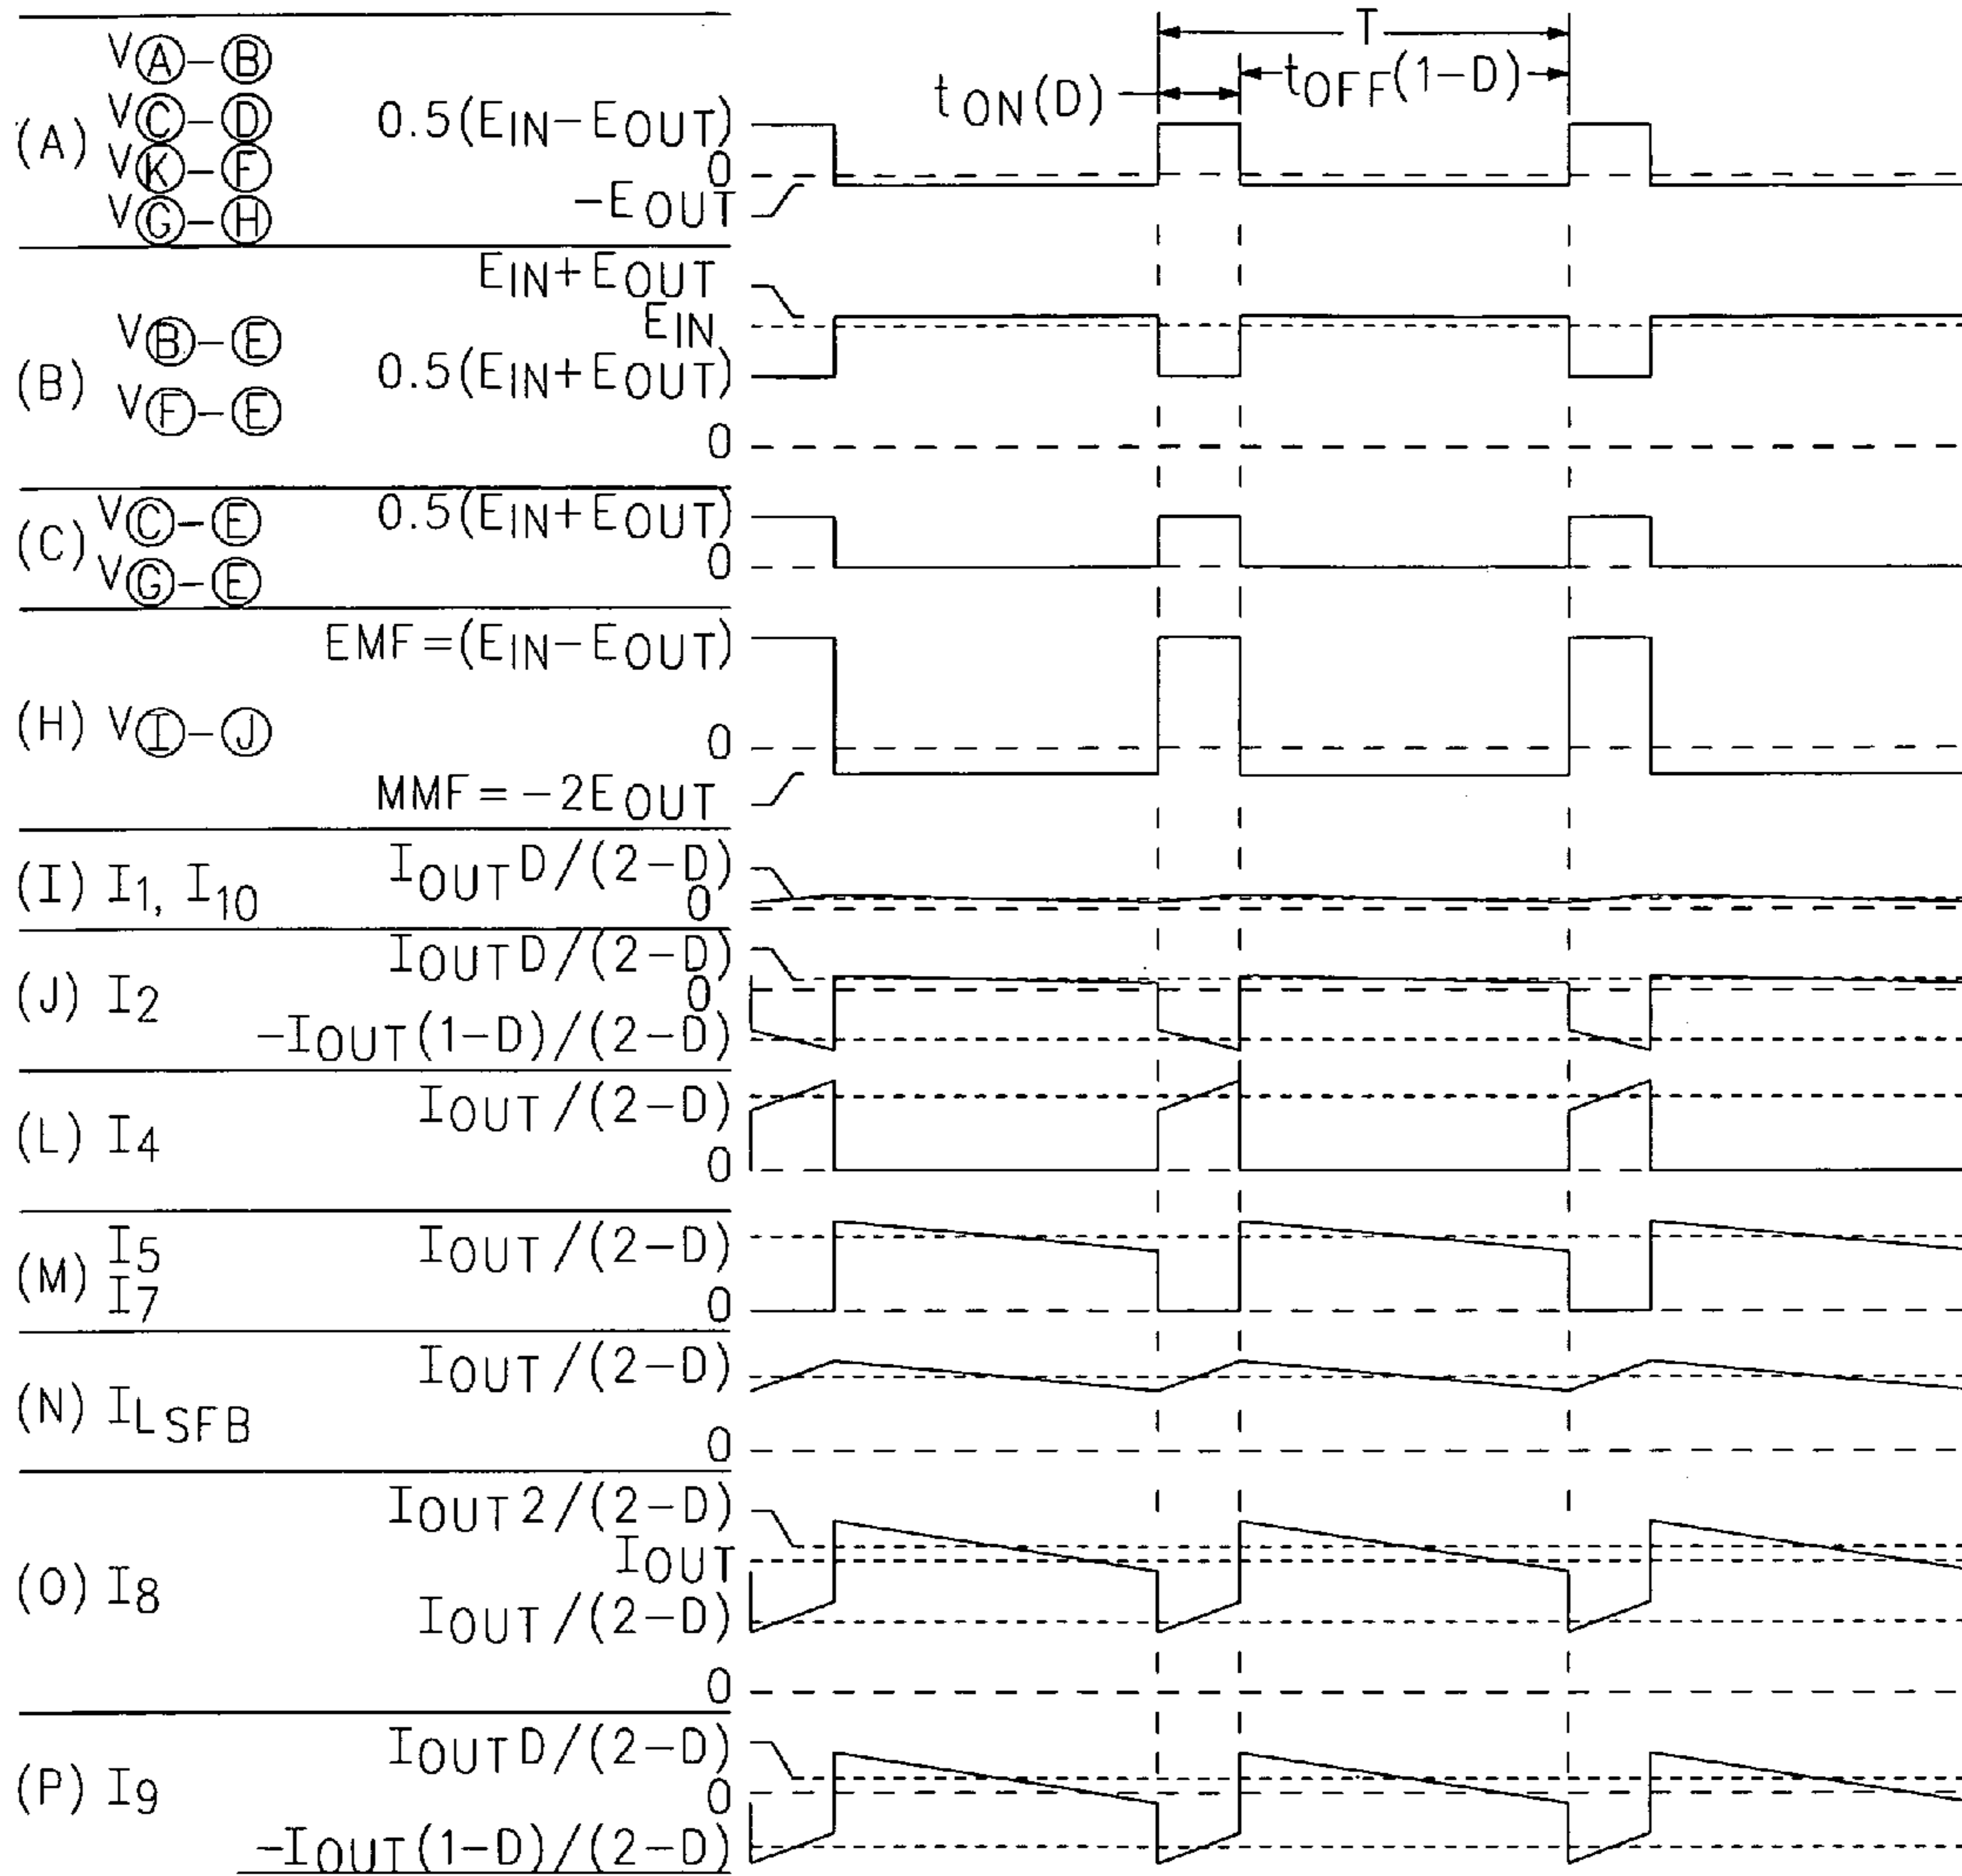 T
tON(D)
tOFF(1-D)
(A)
VⒶ-Ⓑ
VⒸ-Ⓓ
VⓀ-Ⓕ
VⒼ-Ⓗ
0.5(EIN-EOUT)
0
-EOUT
(B)
VⒷ-Ⓔ
VⒻ-Ⓔ
EIN+EOUT
EIN
0.5(EIN+EOUT)
0
(C)
VⒸ-Ⓔ
VⒼ-Ⓔ
0.5(EIN+EOUT)
0
(H) VⒾ-Ⓙ
EMF=(EIN-EOUT)
0
MMF=-2EOUT
(I) I1, I10
IOUTD/(2-D)
0
(J) I2
IOUTD/(2-D)
0
-IOUT(1-D)/(2-D)
(L) I4
IOUT/(2-D)
0
(M)
I5
I7
IOUT/(2-D)
0
(N) ILSFB
IOUT/(2-D)
0
(O) I8
IOUT2/(2-D)
IOUT
IOUT/(2-D)
0
(P) I9
IOUTD/(2-D)
0
-IOUT(1-D)/(2-D)